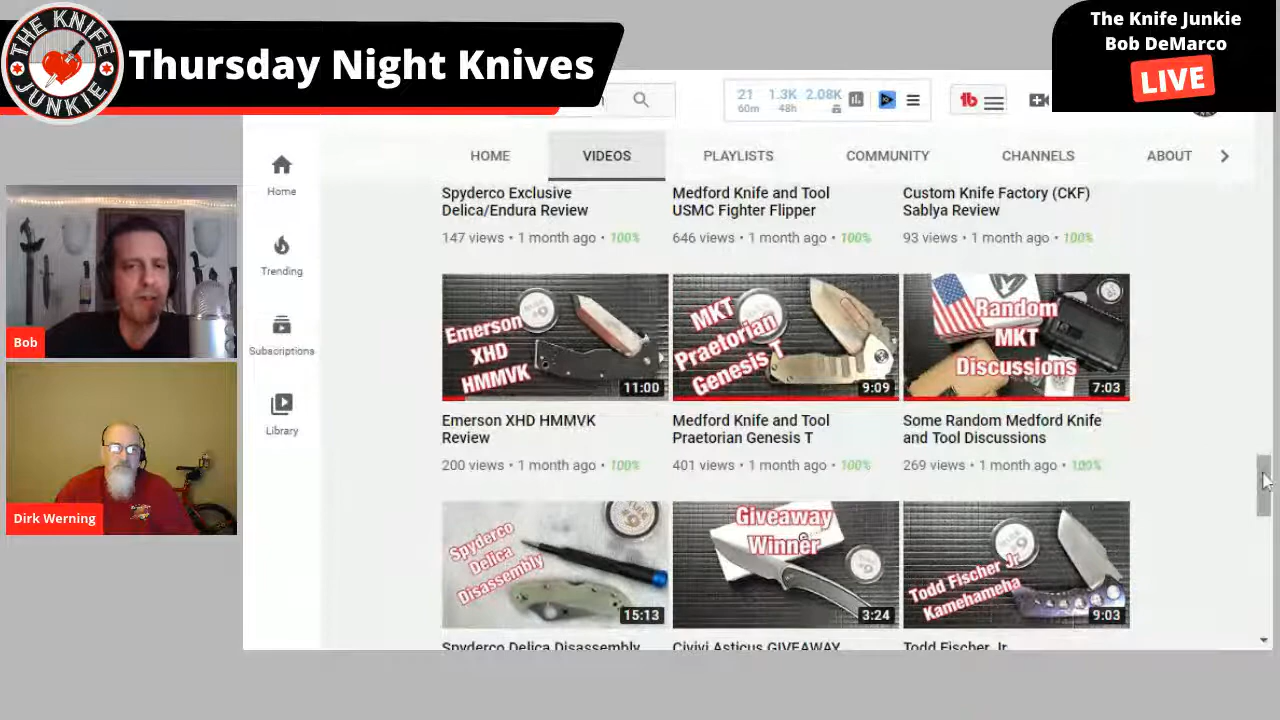 THE KNIFE
JUNKIE
Thursday Night Knives
The Knife Junkie
Bob DeMarco
LIVE
21 1.3K 2.08K
60m 48h
HOME VIDEOS PLAYLISTS COMMUNITY CHANNELS ABOUT
Home
Trending
Subscriptions
Library
Bob
Dirk Werning
Spyderco Exclusive
Delica/Endura Review
147 views • 1 month ago • 100%
Medford Knife and Tool
USMC Fighter Flipper
646 views • 1 month ago • 100%
Custom Knife Factory (CKF)
Sablya Review
93 views • 1 month ago • 100%
Emerson
XHD
HMMVK
11:00
Emerson XHD HMMVK
Review
200 views • 1 month ago • 100%
MKT
Praetorian
Genesis T
9:09
Medford Knife and Tool
Praetorian Genesis T
401 views • 1 month ago • 100%
Random
MKT
Discussions
7:03
Some Random Medford Knife
and Tool Discussions
269 views • 1 month ago • 100%
Spyderco
Delica
Disassembly
15:13
Spyderco Delica Disassembly
Giveaway
Winner
3:24
Civivi Asticus GIVEAWAY
Todd Fischer Jr
Kamehameha
9:03
Todd Fischer Jr